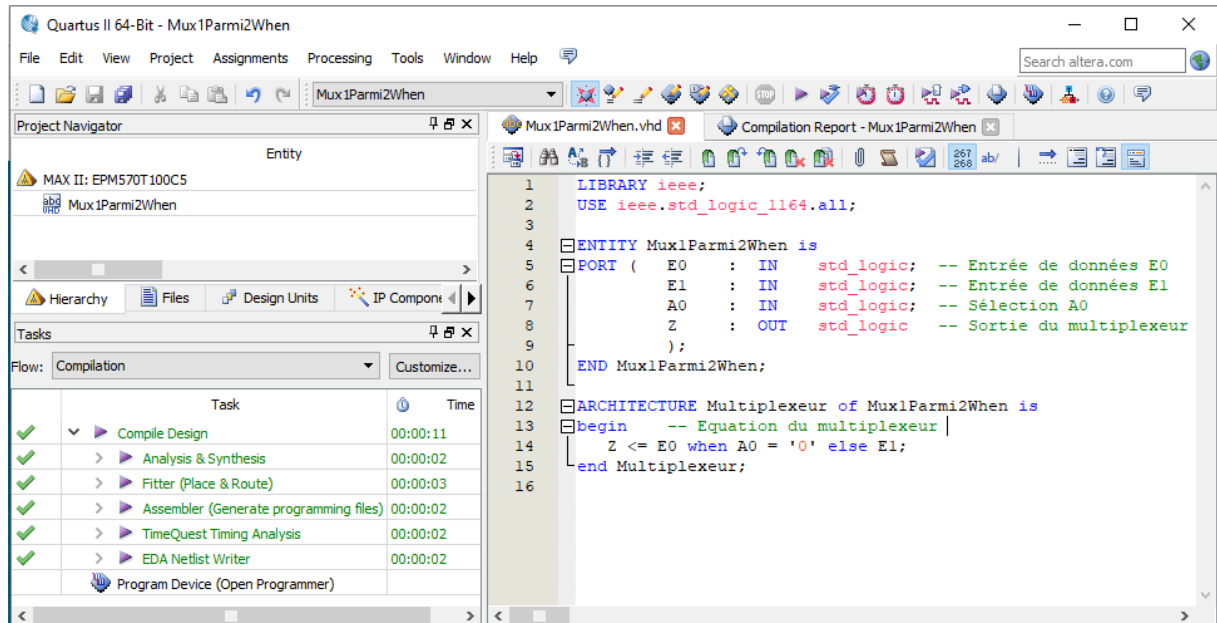 Quartus II 64-Bit - Mux1Parmi2When
File Edit View Project Assignments Processing Tools Window Help
Search altera.com
Mux1Parmi2When
STOP
Project Navigator
Entity
MAX II: EPM570T100C5
abd
VHD
Mux1Parmi2When
Hierarchy Files Design Units IP Compone
Tasks
Flow: Compilation Customize...
Task Time
Compile Design 00:00:11
Analysis & Synthesis 00:00:02
Fitter (Place & Route) 00:00:03
Assembler (Generate programming files) 00:00:02
TimeQuest Timing Analysis 00:00:02
EDA Netlist Writer 00:00:02
Program Device (Open Programmer)
Mux1Parmi2When.vhd Compilation Report - Mux1Parmi2When
267
268
ab/
1 LIBRARY ieee;
2 USE ieee.std_logic_1164.all;
3
4 ENTITY Mux1Parmi2When is
5 PORT ( E0 : IN std_logic; -- Entrée de données E0
6 E1 : IN std_logic; -- Entrée de données E1
7 A0 : IN std_logic; -- Sélection A0
8 Z : OUT std_logic -- Sortie du multiplexeur
9 );
10 END Mux1Parmi2When;
11
12 ARCHITECTURE Multiplexeur of Mux1Parmi2When is
13 begin -- Equation du multiplexeur
14 Z <= E0 when A0 = '0' else E1;
15 end Multiplexeur;
16